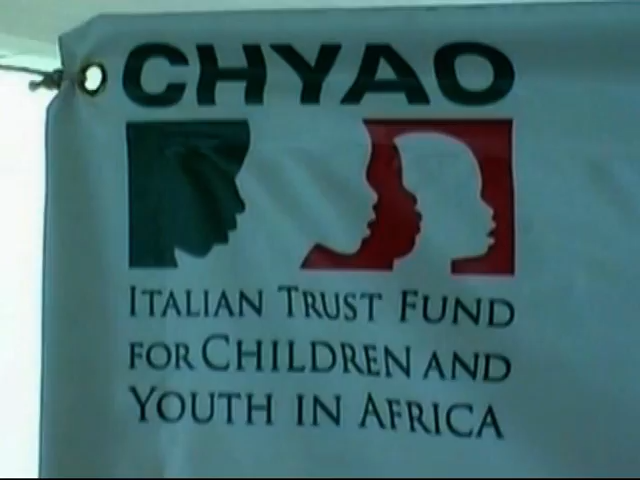 CHYAO
ITALIAN TRUST FUND
FOR CHILDREN AND
YOUTH IN AFRICA